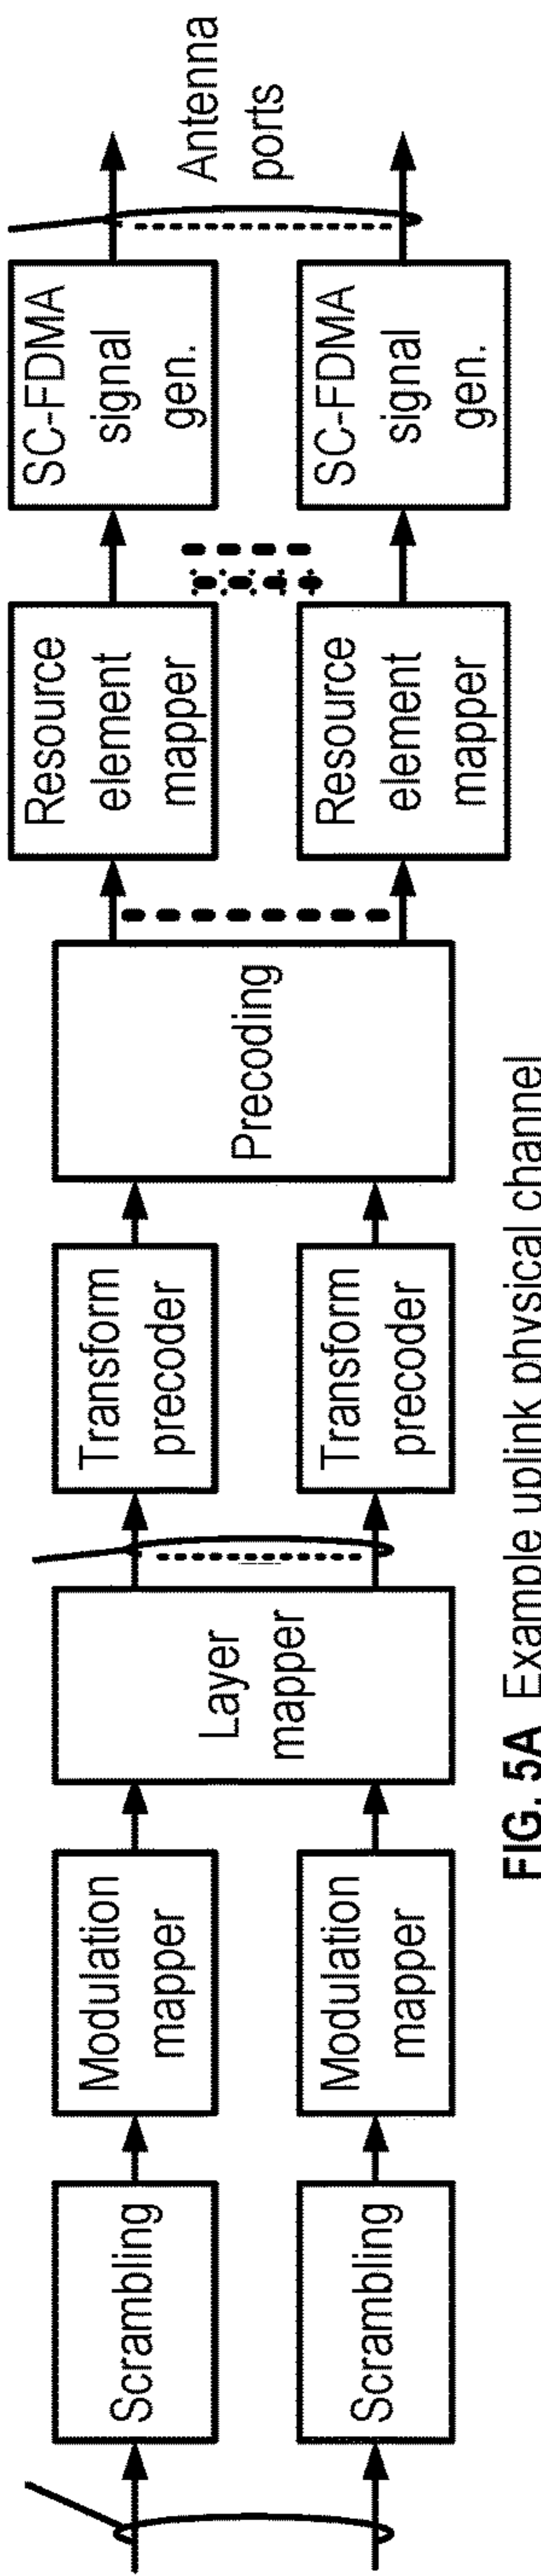 Scrambling
Modulation
mapper
Layer
mapper
Transform
precoder
Precoding
Resource
element
mapper
SC-FDMA
signal
gen.
Antenna
ports
Scrambling
Modulation
mapper
Transform
precoder
Resource
element
mapper
SC-FDMA
signal
gen.
FIG. 5A Example uplink physical channel